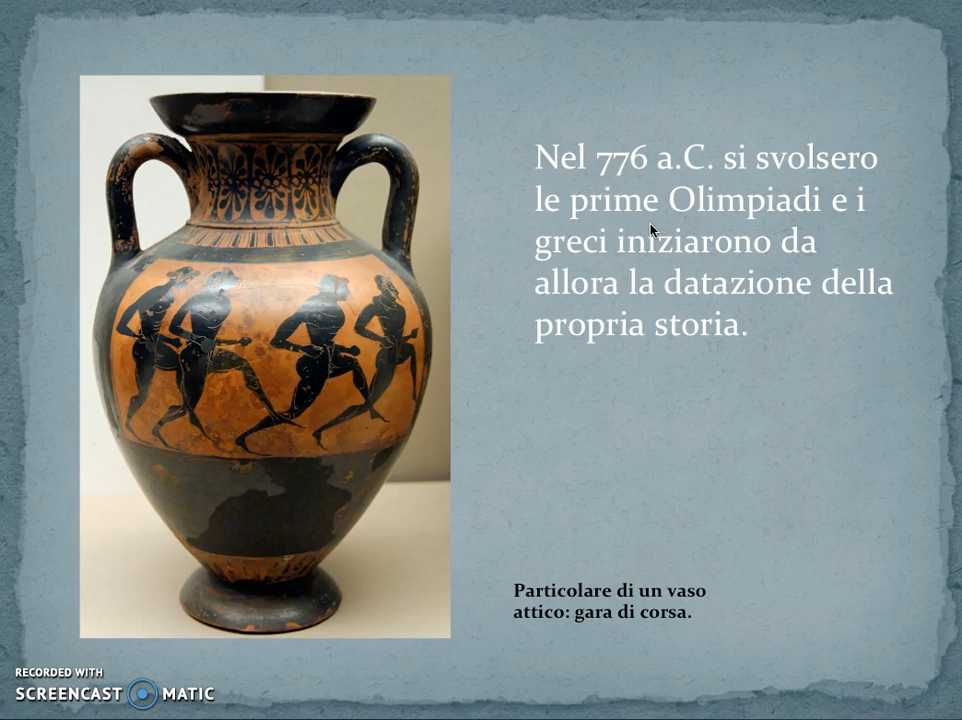 Nel 776 a.C. si svolsero
le prime Olimpiadi e i
greci iniziarono da
allora la datazione della
propria storia.
Particolare di un vaso
attico: gara di corsa.
RECORDED WITH
SCREENCAST MATIC